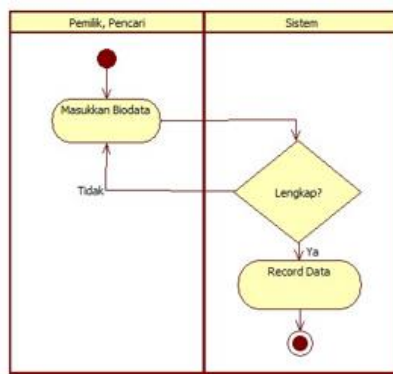 Pemilik, Pencari
Sistem
Masukkan Biodata
Lengkap?
Tidak
Ya
Record Data